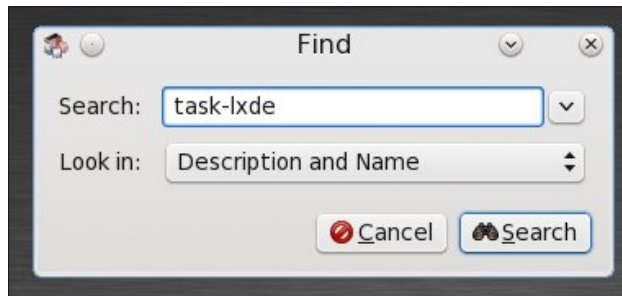 Find
Search: task-lxde
Look in: Description and Name
Cancel Search